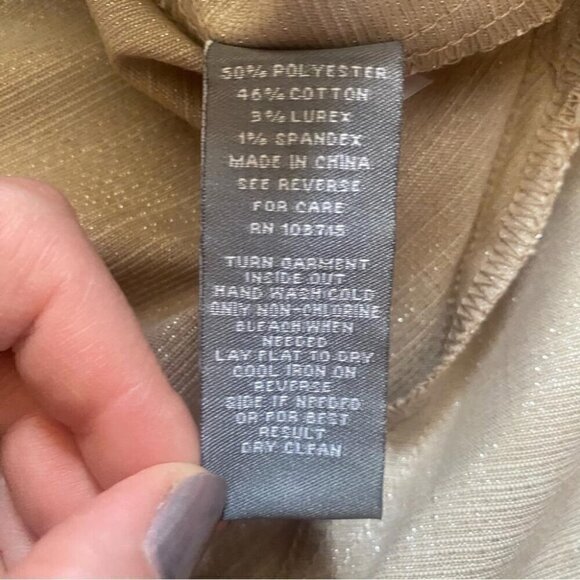 50% POLYESTER
46% COTTON
3% LUREX
1% SPANDEX
MADE IN CHINA
SEE REVERSE
FOR CARE
RN 108715
TURN GARMENT
INSIDE OUT
HAND WASH COLD
ONLY NON-CHLORINE
BLEACH WHEN
NEEDED
LAY FLAT TO DRY
COOL IRON ON
REVERSE
SIDE IF NEEDED
OR FOR BEST
RESULT
DRY CLEAN